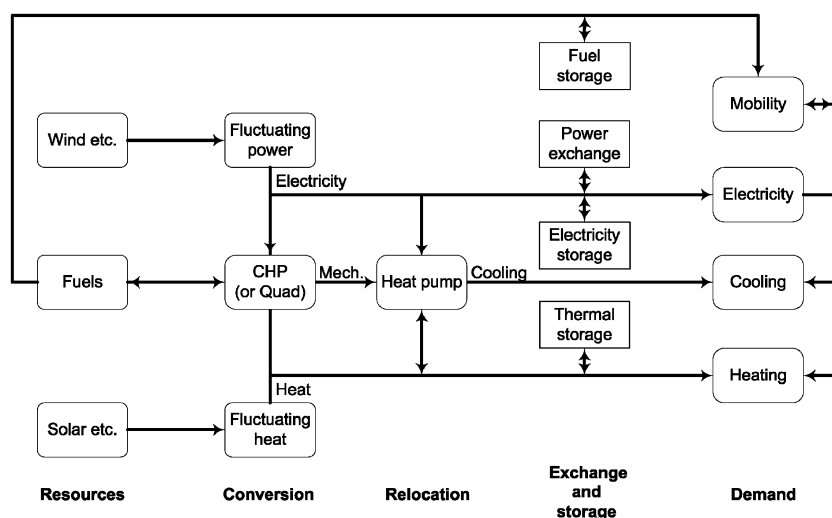 Fuel
storage
Mobility
Wind etc.
Fluctuating
power
Power
exchange
Electricity
Electricity
Electricity
storage
Fuels
CHP
(or Quad)
Mech.
Heat pump
Cooling
Cooling
Thermal
storage
Heating
Heat
Solar etc.
Fluctuating
heat
Resources
Conversion
Relocation
Exchange
and
storage
Demand